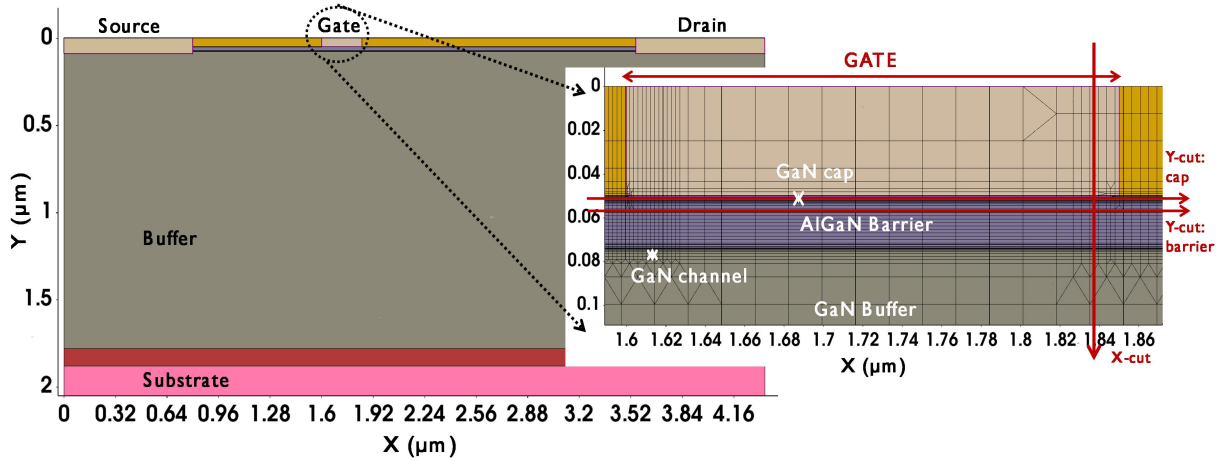 Source
Gate
Drain
0
0.5
1
1.5
2
Y (µm)
Buffer
Substrate
0 0.32 0.64 0.96 1.28 1.6 1.92 2.24 2.56 2.88 3.2 3.52 3.84 4.16
X (µm)
GATE
0
0.02
0.04
0.06
0.08
0.1
GaN cap
AlGaN Barrier
GaN channel
GaN Buffer
Y-cut:
cap
Y-cut:
barrier
1.6 1.62 1.64 1.66 1.68 1.7 1.72 1.74 1.76 1.78 1.8 1.82 1.84 1.86
X (µm)
X-cut